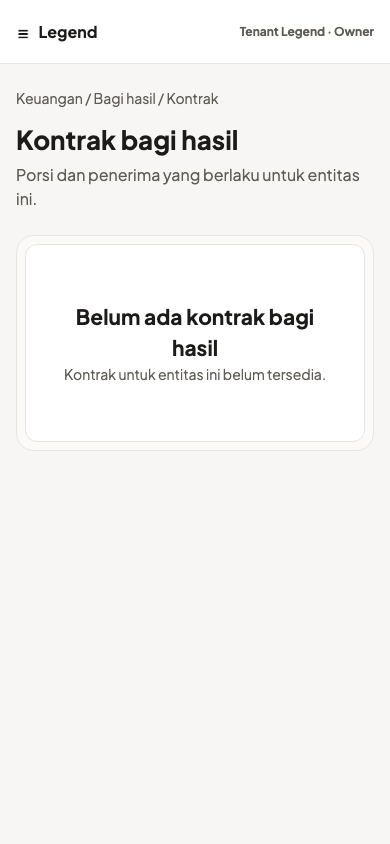 ≡ Legend
Tenant Legend · Owner
Keuangan / Bagi hasil / Kontrak
Kontrak bagi hasil
Porsi dan penerima yang berlaku untuk entitas
ini.
Belum ada kontrak bagi
hasil
Kontrak untuk entitas ini belum tersedia.